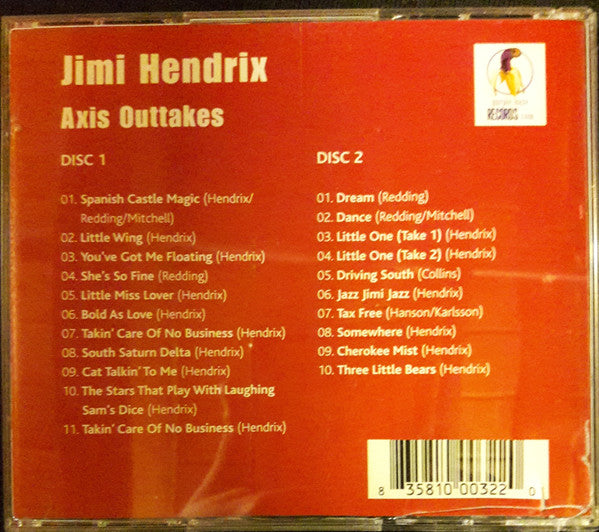 Jimi Hendrix
Axis Outtakes
DISC 1
01. Spanish Castle Magic (Hendrix/
Redding/Mitchell)
02. Little Wing (Hendrix)
03. You've Got Me Floating (Hendrix)
04. She's So Fine (Redding)
05. Little Miss Lover (Hendrix)
06. Bold As Love (Hendrix)
07. Takin' Care Of No Business (Hendrix)
08. South Saturn Delta (Hendrix)
09. Cat Talkin' To Me (Hendrix)
10. The Stars That Play With Laughing
Sam's Dice (Hendrix)
11. Takin' Care Of No Business (Hendrix)
DISC 2
01. Dream (Redding)
02. Dance (Redding/Mitchell)
03. Little One (Take 1) (Hendrix)
04. Little One (Take 2) (Hendrix)
05. Driving South (Collins)
06. Jazz Jimi Jazz (Hendrix)
07. Tax Free (Hanson/Karlsson)
08. Somewhere (Hendrix)
09. Cherokee Mist (Hendrix)
10. Three Little Bears (Hendrix)
RECORDS
8 35810 00322 0